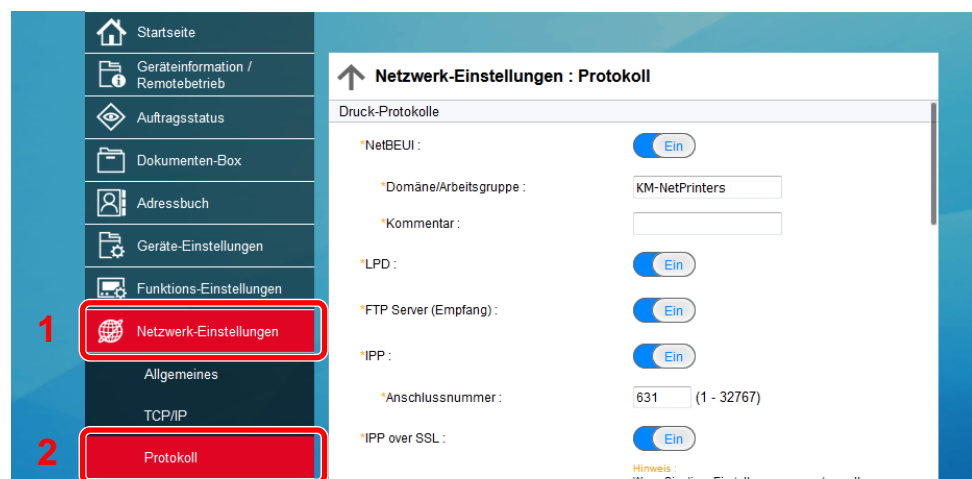 Startseite
Geräteinformation /
Remotebetrieb
Auftragsstatus
Dokumenten-Box
Adressbuch
Geräte-Einstellungen
Funktions-Einstellungen
1
Netzwerk-Einstellungen
Allgemeines
TCP/IP
2
Protokoll
Netzwerk-Einstellungen : Protokoll
Druck-Protokolle
*NetBEUI : Ein
*Domäne/Arbeitsgruppe : KM-NetPrinters
*Kommentar :
*LPD : Ein
*FTP Server (Empfang) : Ein
*IPP : Ein
*Anschlussnummer : 631 (1 - 32767)
*IPP over SSL : Ein
Hinweis :